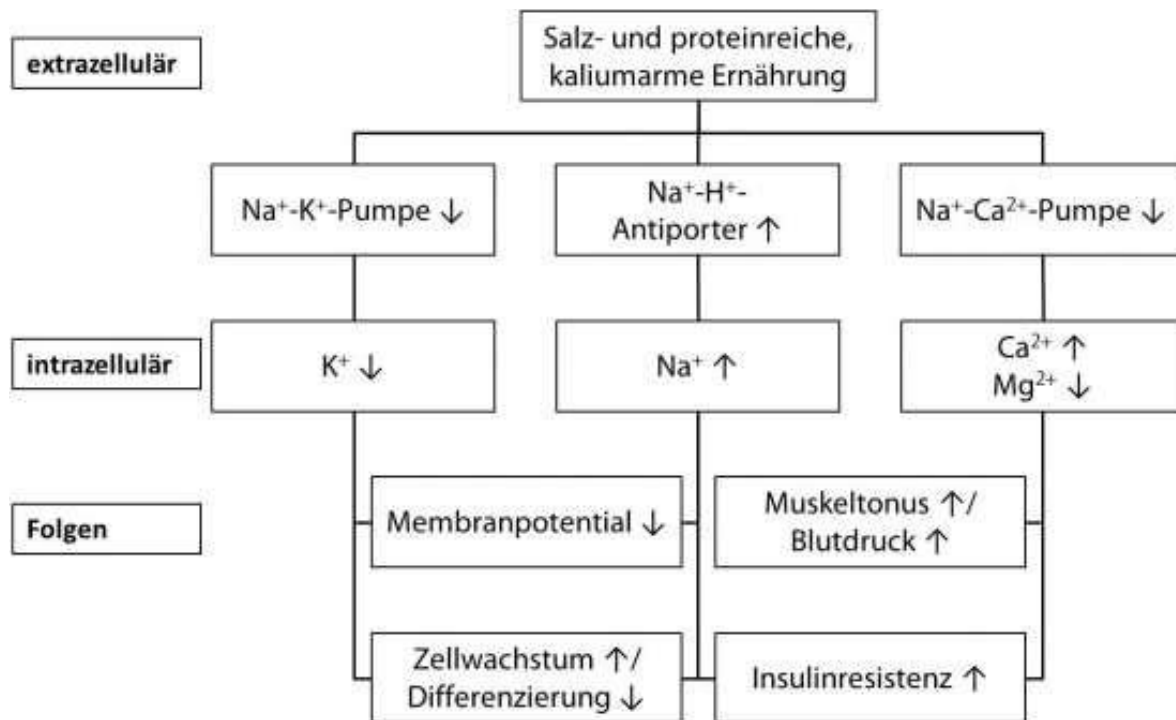 extrazellulär
Salz- und proteinreiche,
kaliumarme Ernährung
Na⁺-K⁺-Pumpe ↓
Na⁺-H⁺-
Antiporter ↑
Na⁺-Ca²⁺-Pumpe ↓
intrazellulär
K⁺ ↓
Na⁺ ↑
Ca²⁺ ↑
Mg²⁺ ↓
Folgen
Membranpotential ↓
Muskeltonus ↑/
Blutdruck ↑
Zellwachstum ↑/
Differenzierung ↓
Insulinresistenz ↑